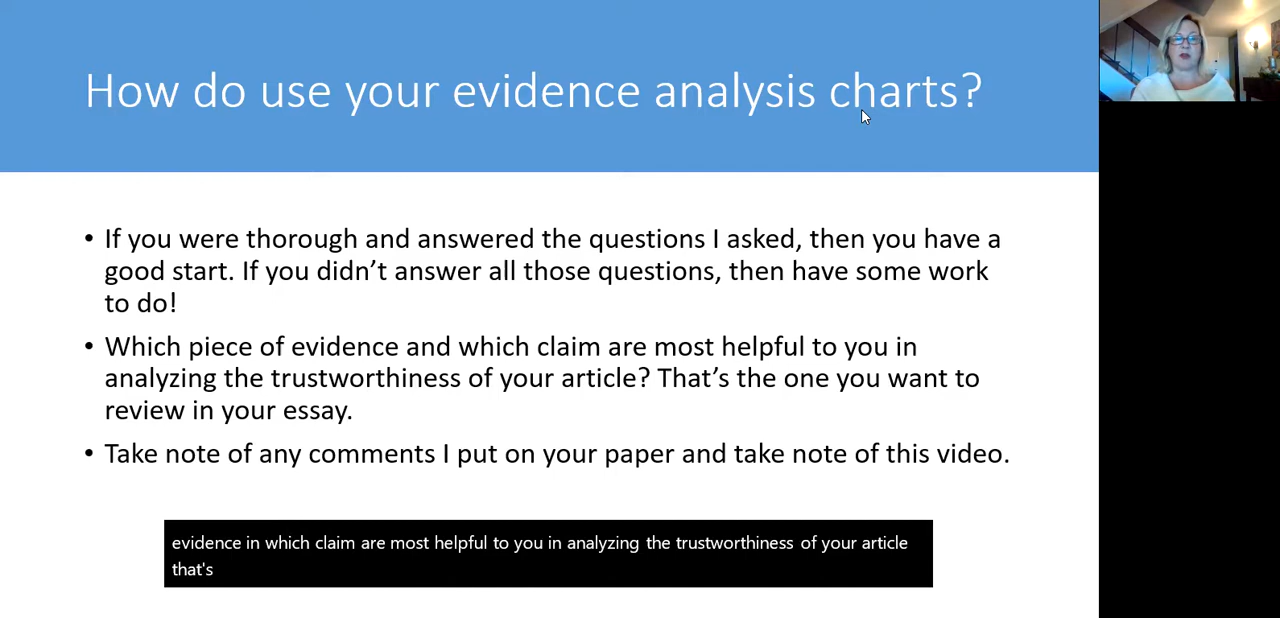 How do use your evidence analysis charts?
• If you were thorough and answered the questions I asked, then you have a
good start. If you didn’t answer all those questions, then have some work
to do!
• Which piece of evidence and which claim are most helpful to you in
analyzing the trustworthiness of your article? That’s the one you want to
review in your essay.
• Take note of any comments I put on your paper and take note of this video.
evidence in which claim are most helpful to you in analyzing the trustworthiness of your article
that's